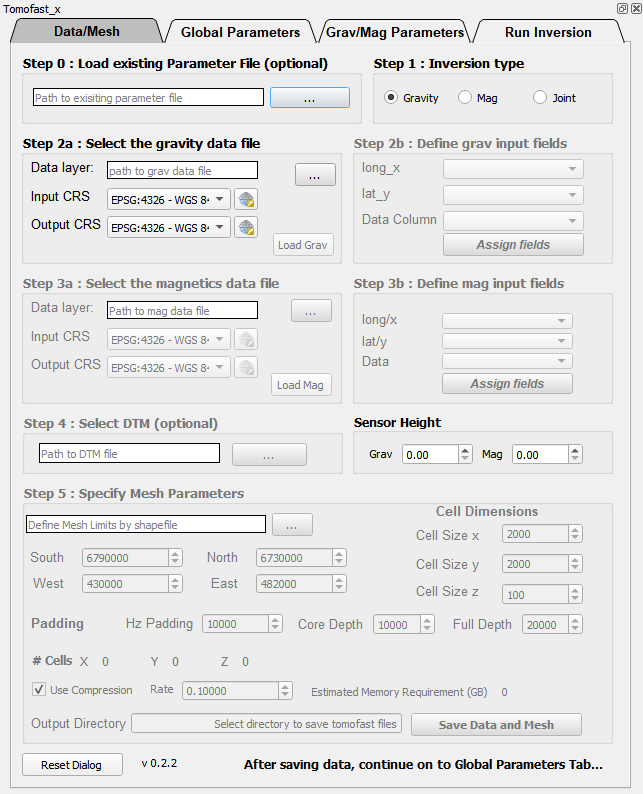 Tomofast_x
Data/Mesh
Global Parameters
Grav/Mag Parameters
Run Inversion
Step 0 : Load existing Parameter File (optional)
Path to exisiting parameter file
...
Step 1 : Inversion type
Gravity
Mag
Joint
Step 2a : Select the gravity data file
Data layer:
path to grav data file
...
Input CRS
EPSG:4326 - WGS 84
Output CRS
EPSG:4326 - WGS 84
Load Grav
Step 2b : Define grav input fields
long_x
lat_y
Data Column
Assign fields
Step 3a : Select the magnetics data file
Data layer:
Path to mag data file
...
Input CRS
EPSG:4326 - WGS 84
Output CRS
EPSG:4326 - WGS 84
Load Mag
Step 3b : Define mag input fields
long/x
lat/y
Data
Assign fields
Step 4 : Select DTM (optional)
Path to DTM file
...
Sensor Height
Grav 0.00 Mag 0.00
Step 5 : Specify Mesh Parameters
Define Mesh Limits by shapefile
...
South 6790000 North 6730000
West 430000 East 482000
Cell Dimensions
Cell Size x 2000
Cell Size y 2000
Cell Size z 100
Padding Hz Padding 10000 Core Depth 10000 Full Depth 20000
# Cells X 0 Y 0 Z 0
Use Compression Rate 0.10000 Estimated Memory Requirement (GB) 0
Output Directory Select directory to save tomofast files Save Data and Mesh
Reset Dialog v 0.2.2 After saving data, continue on to Global Parameters Tab...